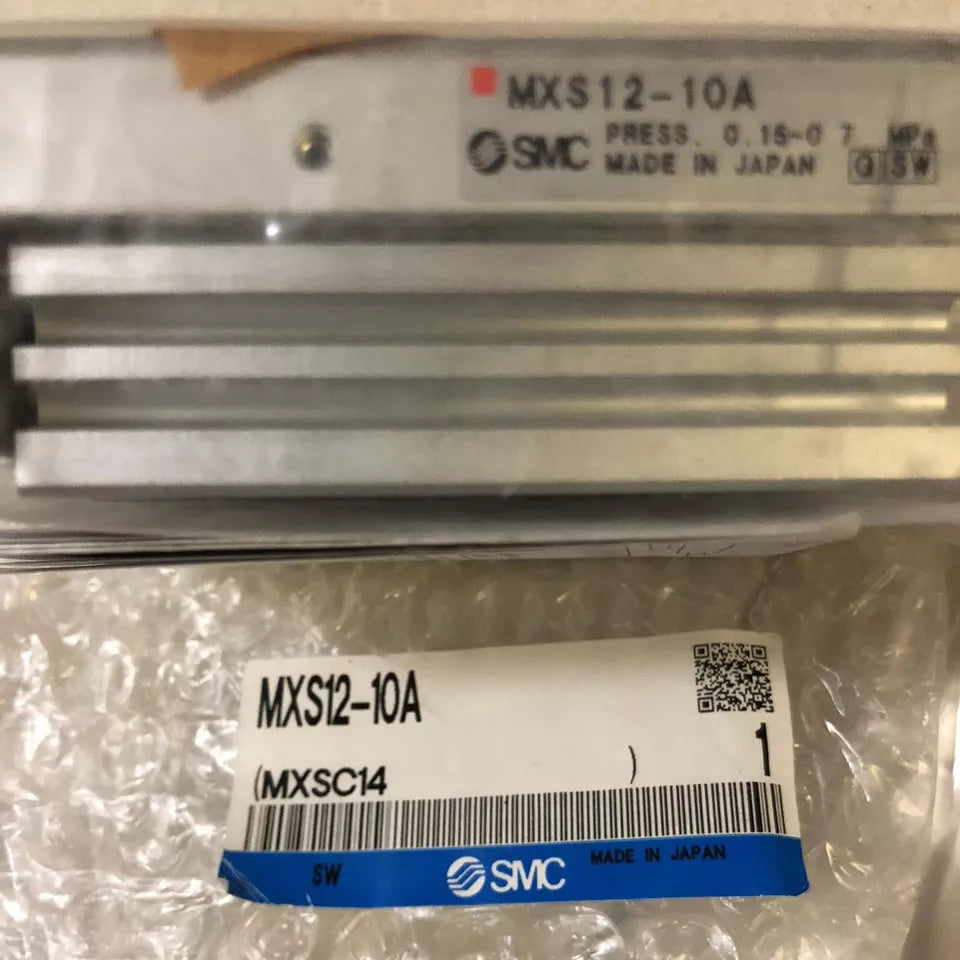 MXS12-10A
SMC PRESS. 0.15-0.7 MPa
MADE IN JAPAN Q SW
MXS12-10A
1
(MXSC14 )
SW SMC MADE IN JAPAN